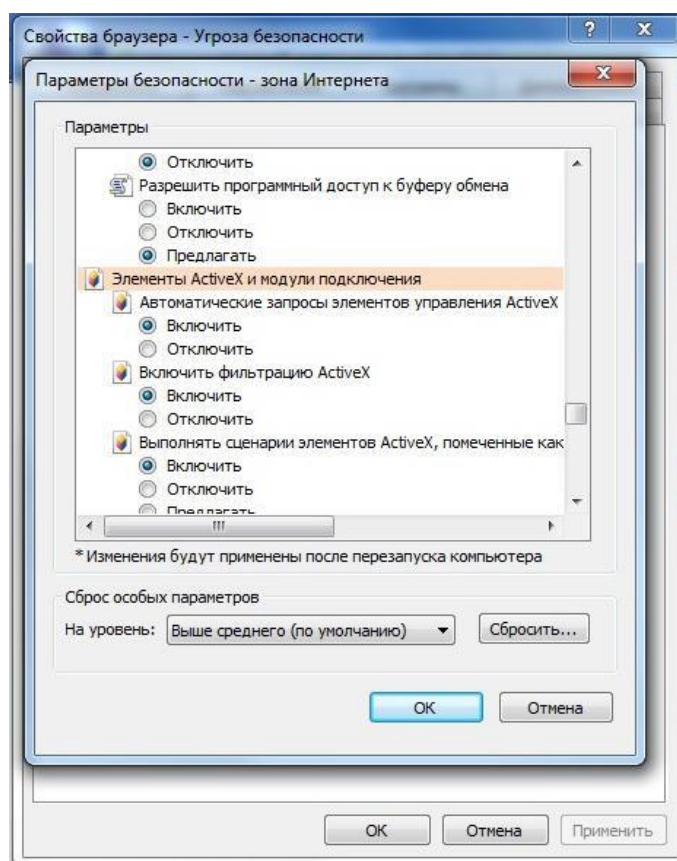 Свойства браузера - Угроза безопасности
Параметры безопасности - зона Интернета
Параметры
Отключить
Разрешить программный доступ к буферу обмена
Включить
Отключить
Предлагать
Элементы ActiveX и модули подключения
Автоматические запросы элементов управления ActiveX
Включить
Отключить
Включить фильтрацию ActiveX
Включить
Отключить
Выполнять сценарии элементов ActiveX, помеченные как
Включить
Отключить
Предлагать
* Изменения будут применены после перезапуска компьютера
Сброс особых параметров
На уровень: Выше среднего (по умолчанию) Сбросить...
ОК Отмена
ОК Отмена Применить